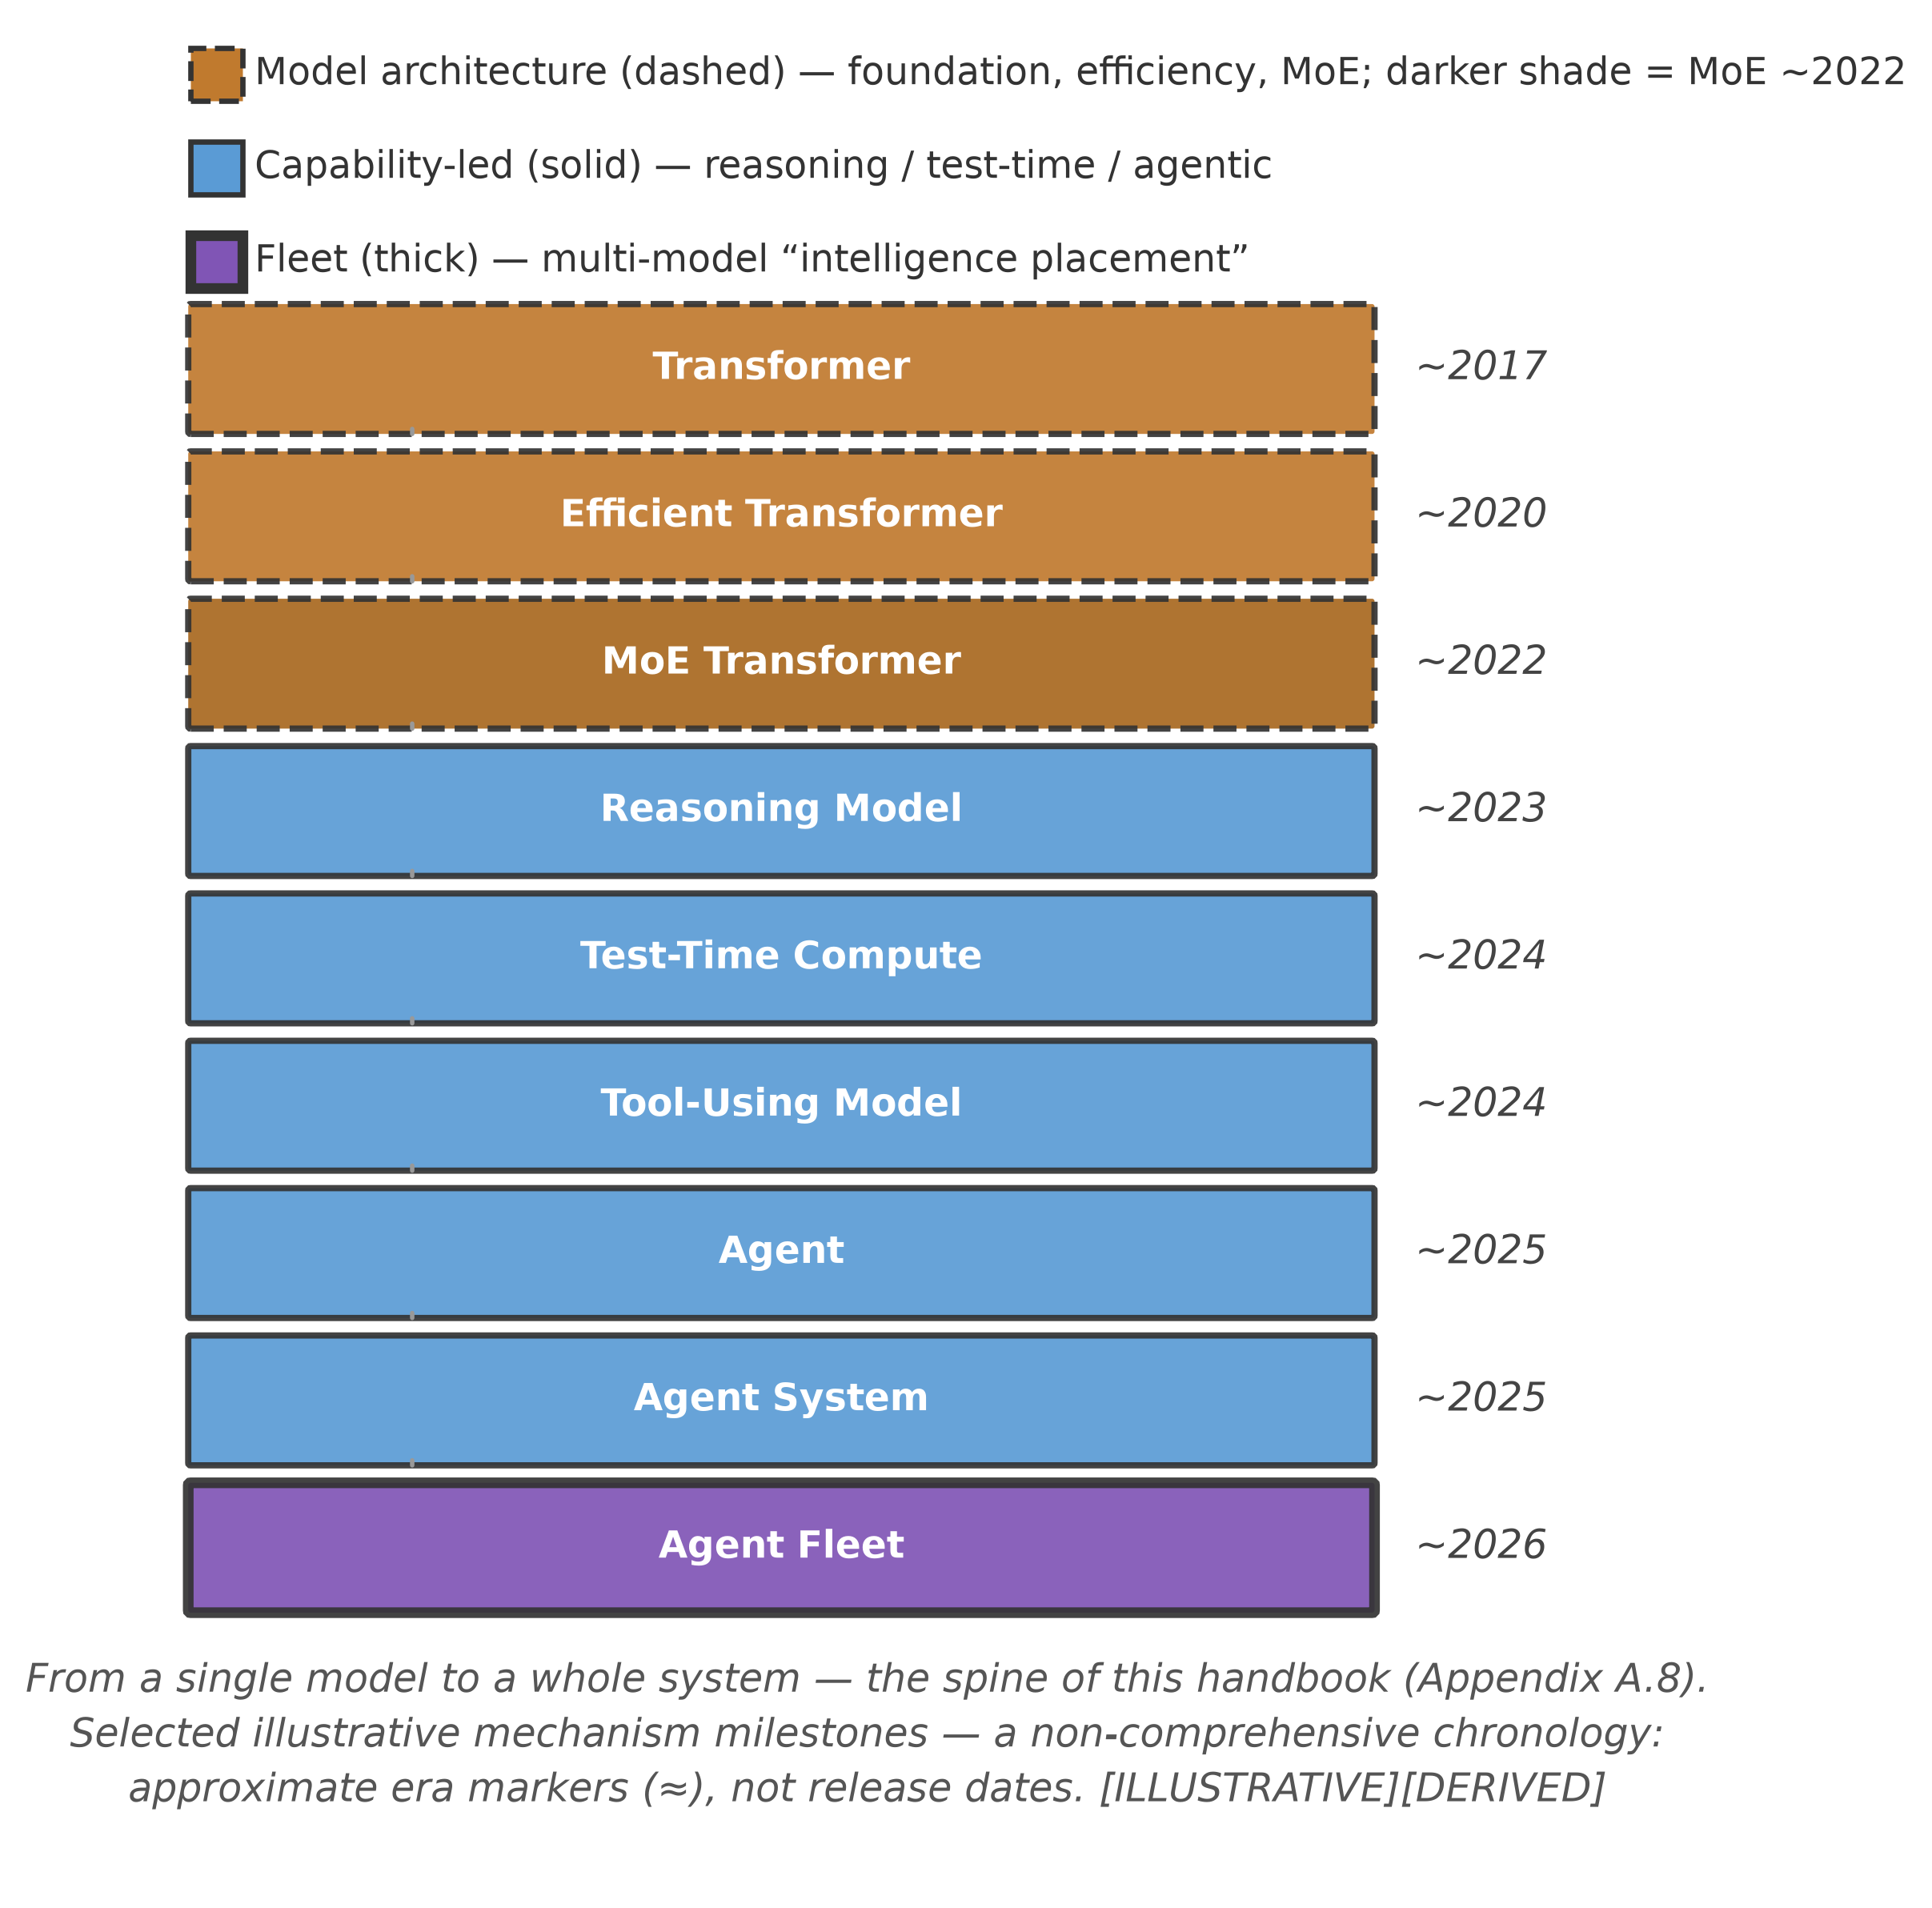 Model architecture (dashed) — foundation, efficiency, MoE; darker shade = MoE ~2022
Capability-led (solid) — reasoning / test-time / agentic
Fleet (thick) — multi-model “intelligence placement”
Transformer ~2017
Efficient Transformer ~2020
MoE Transformer ~2022
Reasoning Model ~2023
Test-Time Compute ~2024
Tool-Using Model ~2024
Agent ~2025
Agent System ~2025
Agent Fleet ~2026
From a single model to a whole system — the spine of this handbook (Appendix A.8).
Selected illustrative mechanism milestones — a non-comprehensive chronology:
approximate era markers (≈), not release dates. [ILLUSTRATIVE][DERIVED]